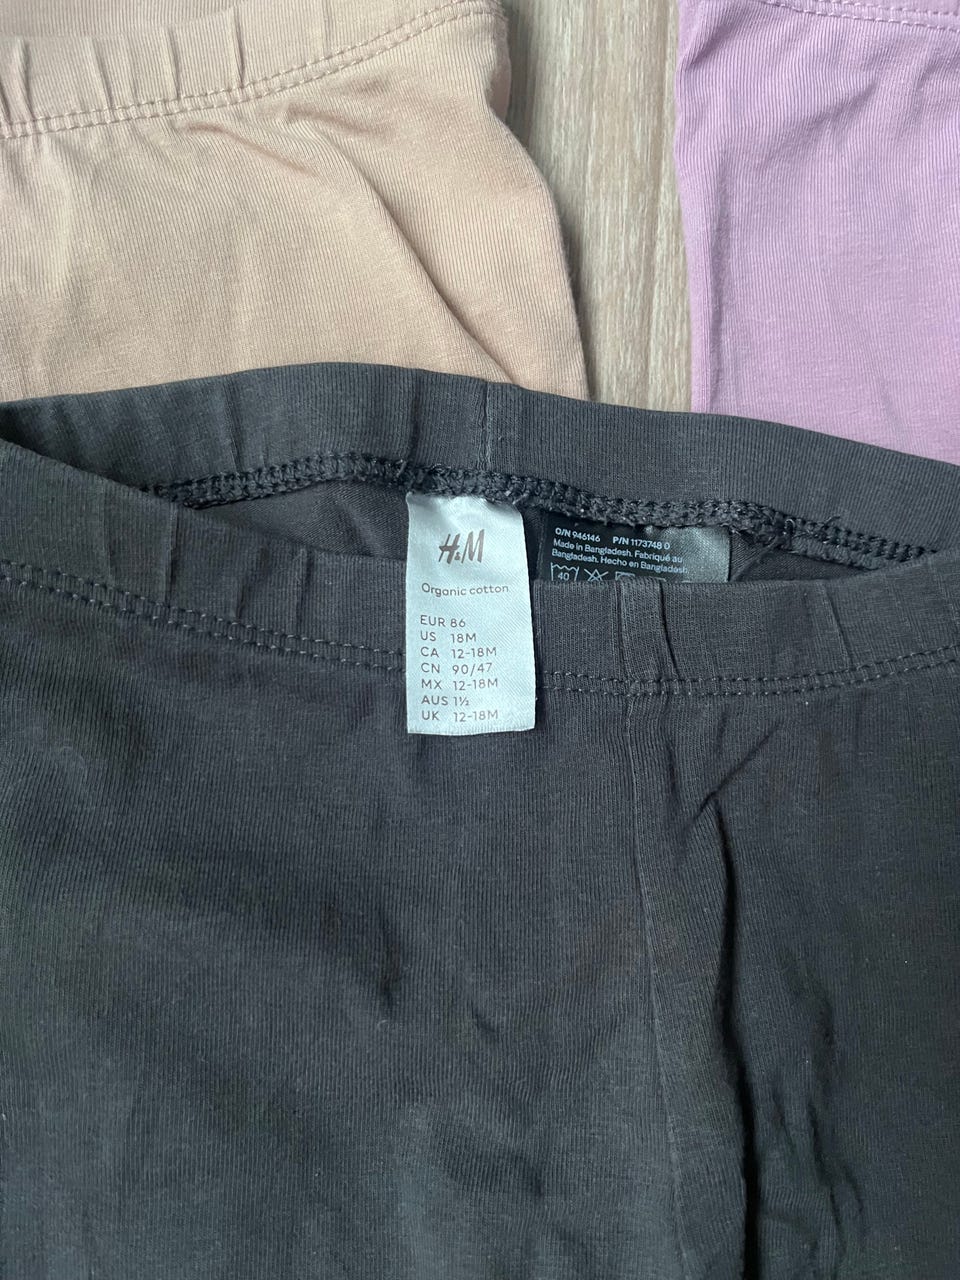 H&M
Organic cotton
EUR 86
US 18M
CA 12-18M
CN 90/47
MX 12-18M
AUS 1½
UK 12-18M
O/N 946146 P/N 1173748 0
Made in Bangladesh. Fabriqué au
Bangladesh. Hecho en Bangladesh.
40